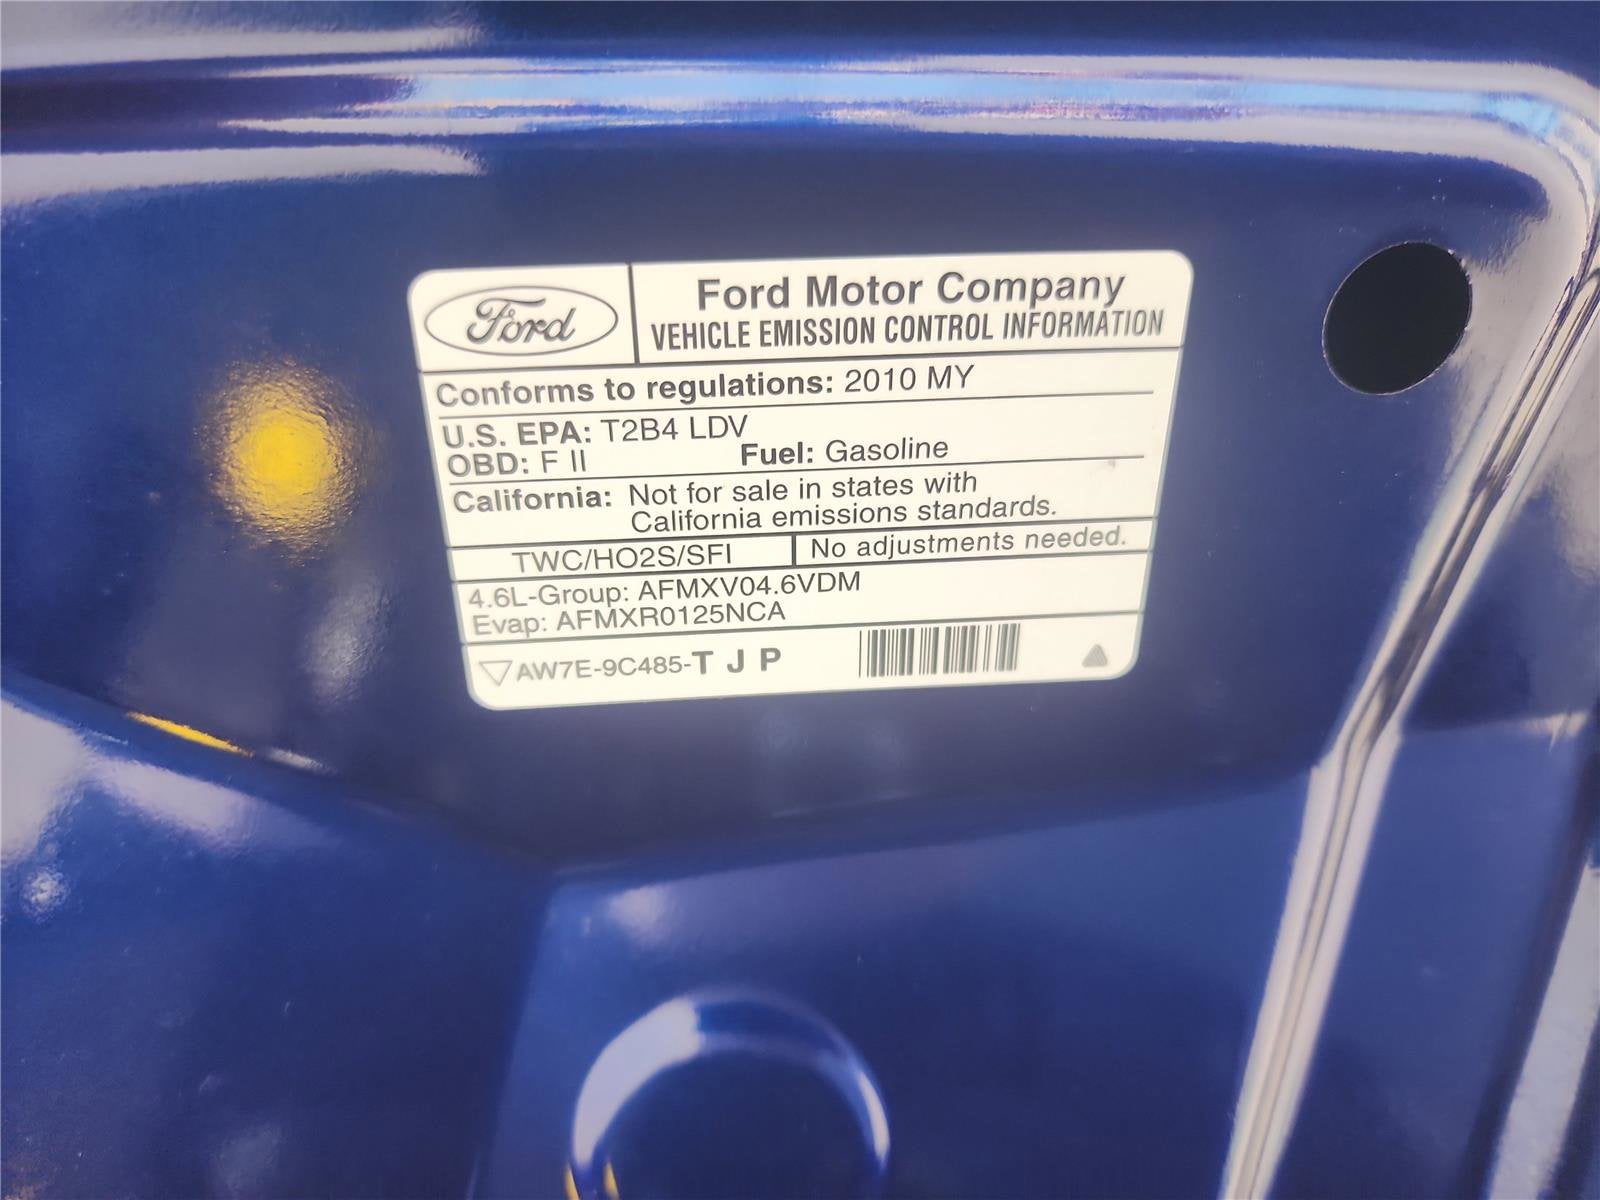 Ford
Ford Motor Company
VEHICLE EMISSION CONTROL INFORMATION
Conforms to regulations: 2010 MY
U.S. EPA: T2B4 LDV
OBD: F II Fuel: Gasoline
California: Not for sale in states with
California emissions standards.
TWC/HO2S/SFI No adjustments needed.
4.6L-Group: AFMXV04.6VDM
Evap: AFMXR0125NCA
AW7E-9C485-T J P